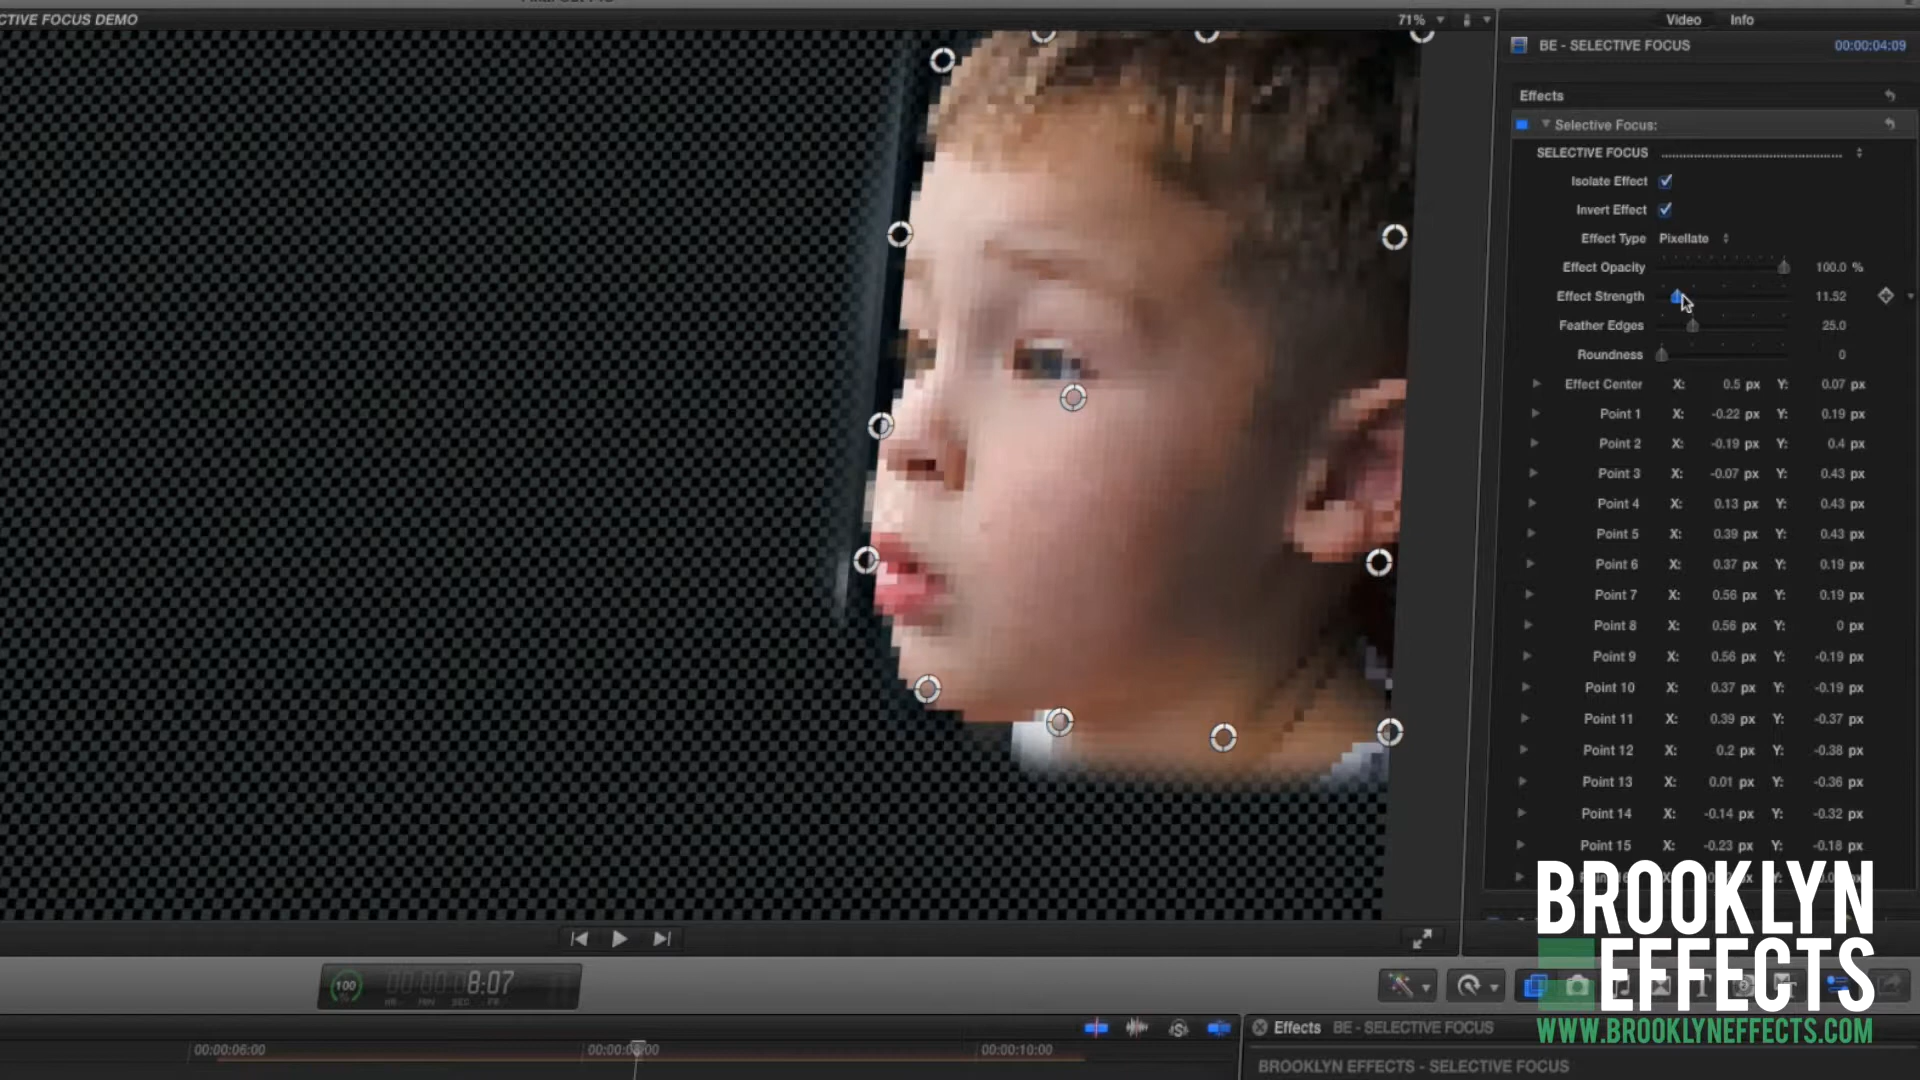 CTIVE FOCUS DEMO
71%
Video Info
BE - SELECTIVE FOCUS 00:00:04:09
Effects
Selective Focus:
SELECTIVE FOCUS
Isolate Effect
Invert Effect
Effect Type Pixellate
Effect Opacity 100.0 %
Effect Strength 11.52
Feather Edges 25.0
Roundness 0
Effect Center X: 0.5 px Y: 0.07 px
Point 1 X: -0.22 px Y: 0.19 px
Point 2 X: -0.19 px Y: 0.4 px
Point 3 X: -0.07 px Y: 0.43 px
Point 4 X: 0.13 px Y: 0.43 px
Point 5 X: 0.39 px Y: 0.43 px
Point 6 X: 0.37 px Y: 0.19 px
Point 7 X: 0.56 px Y: 0.19 px
Point 8 X: 0.56 px Y: 0 px
Point 9 X: 0.56 px Y: -0.19 px
Point 10 X: 0.37 px Y: -0.19 px
Point 11 X: 0.39 px Y: -0.37 px
Point 12 X: 0.2 px Y: -0.38 px
Point 13 X: 0.01 px Y: -0.36 px
Point 14 X: -0.14 px Y: -0.32 px
Point 15 X: -0.23 px Y: -0.18 px
BROOKLYN
EFFECTS
WWW.BROOKLYNEFFECTS.COM
100
%
8:07
HR MIN SEC FR
Effects BE - SELECTIVE FOCUS
00:00:06:00 00:00:10:00
BROOKLYN EFFECTS - SELECTIVE FOCUS